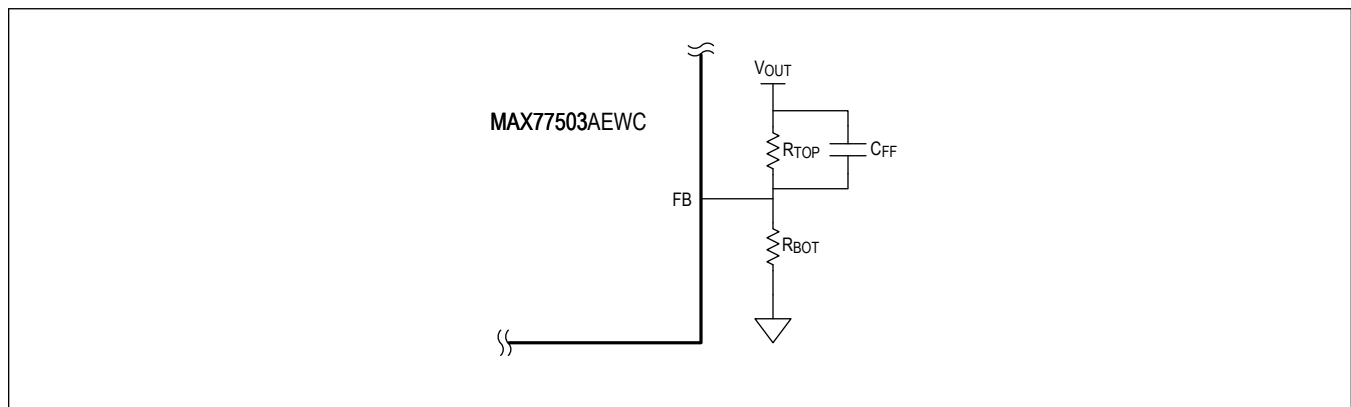 VOUT
MAX77503AEWC
RTOP
CFF
FB
RBOT